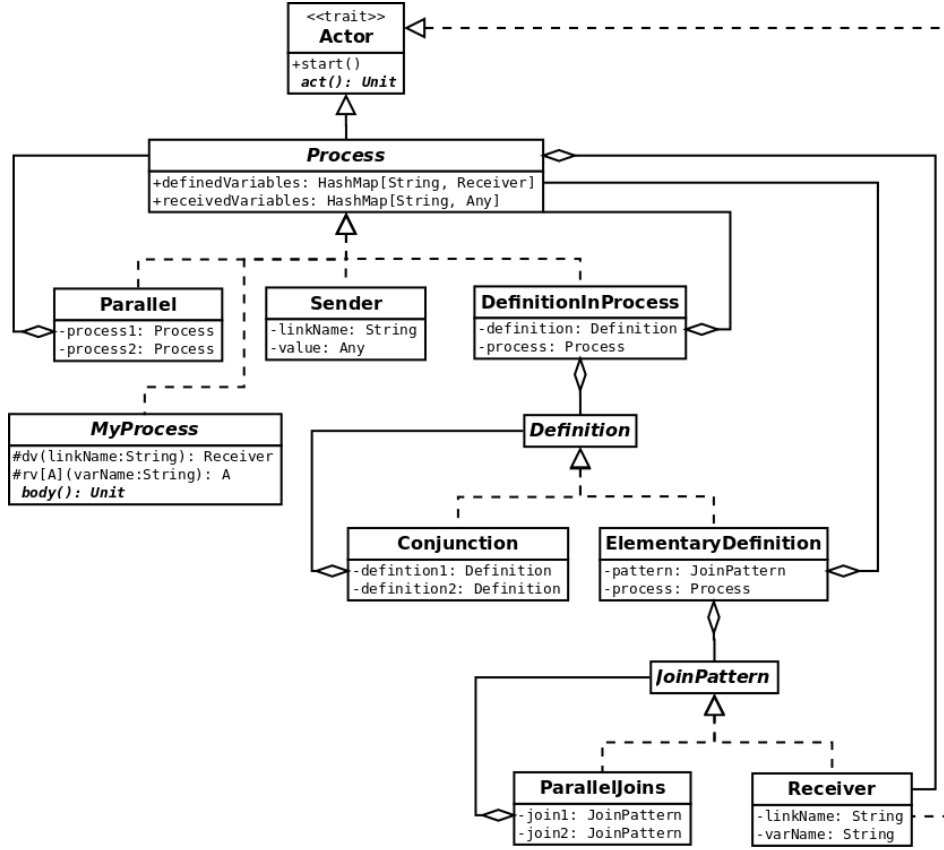 <<trait>>
Actor
+start()
act(): Unit
Process
+definedVariables: HashMap[String, Receiver]
+receivedVariables: HashMap[String, Any]
Parallel
-process1: Process
-process2: Process
Sender
-linkName: String
-value: Any
DefinitionInProcess
-definition: Definition
-process: Process
MyProcess
#dv(linkName:String): Receiver
#rv[A](varName:String): A
body(): Unit
Definition
Conjunction
-defintion1: Definition
-definition2: Definition
ElementaryDefinition
-pattern: JoinPattern
-process: Process
JoinPattern
ParallelJoins
-join1: JoinPattern
-join2: JoinPattern
Receiver
-linkName: String
-varName: String